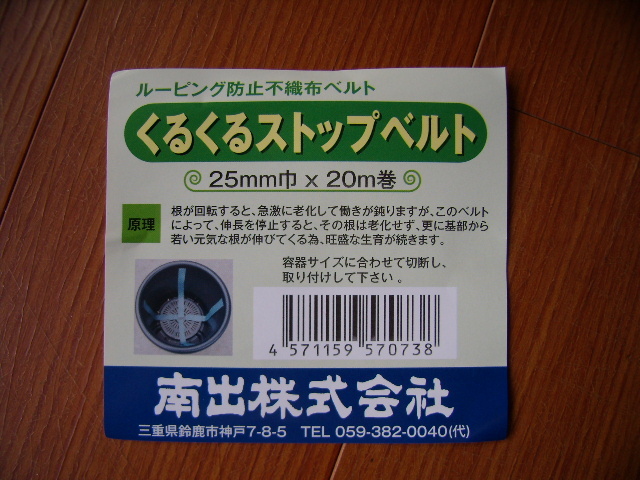 ルーピング防止不織布ベルト
くるくるストップベルト
25mm巾 x 20m巻
原理
根が回転すると、急激に老化して働きが鈍りますが、このベルト
によって、伸長を停止すると、その根は老化せず、更に基部から
若い元気な根が伸びてくる為、旺盛な生育が続きます。
容器サイズに合わせて切断し、
取り付けして下さい。
4 571159 570738
南出株式会社
三重県鈴鹿市神戸7-8-5 TEL 059-382-0040(代)